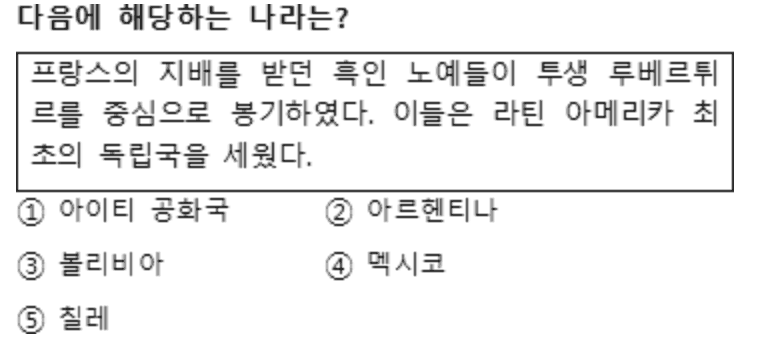 다음에 해당하는 나라는?
프랑스의 지배를 받던 흑인 노예들이 투생 루베르튀
르를 중심으로 봉기하였다. 이들은 라틴 아메리카 최
초의 독립국을 세웠다.
① 아이티 공화국 ② 아르헨티나
③ 볼리비아 ④ 멕시코
⑤ 칠레